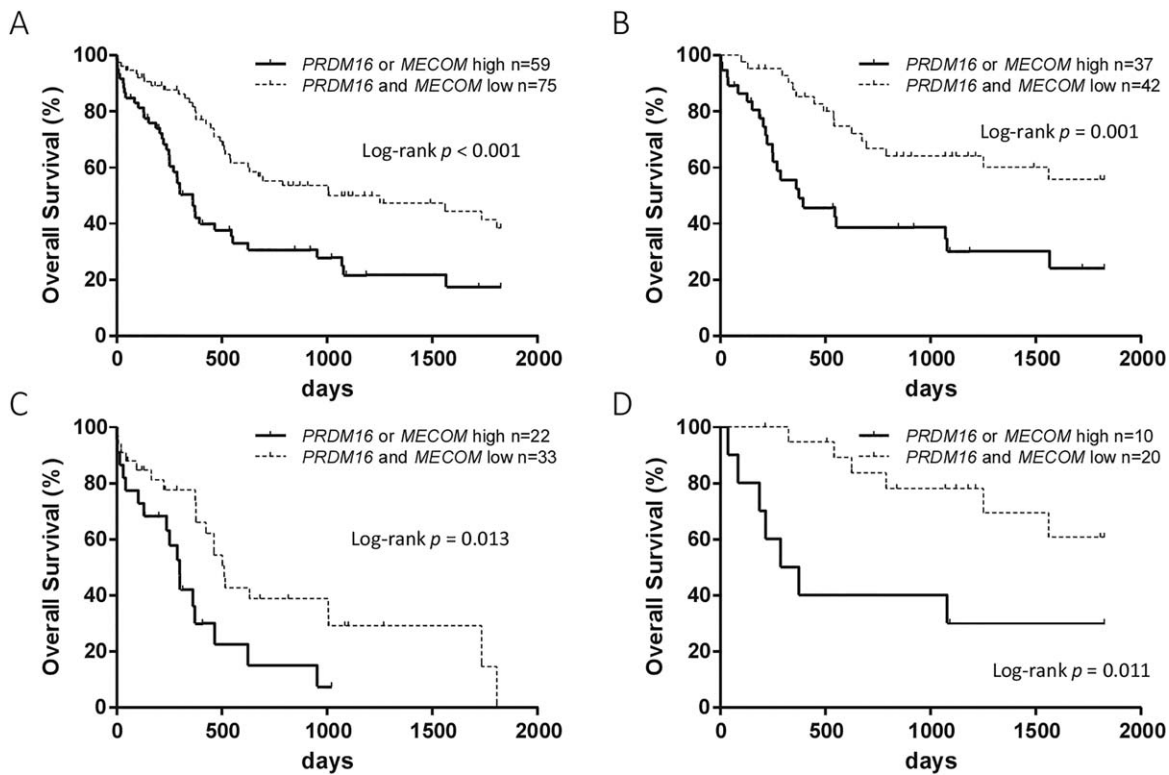 A
PRDM16 or MECOM high n=59
PRDM16 and MECOM low n=75
Log-rank p < 0.001
Overall Survival (%)
100
80
60
40
20
0
0 500 1000 1500 2000
days
B
PRDM16 or MECOM high n=37
PRDM16 and MECOM low n=42
Log-rank p = 0.001
Overall Survival (%)
100
80
60
40
20
0
0 500 1000 1500 2000
days
C
PRDM16 or MECOM high n=22
PRDM16 and MECOM low n=33
Log-rank p = 0.013
Overall Survival (%)
100
80
60
40
20
0
0 500 1000 1500 2000
days
D
PRDM16 or MECOM high n=10
PRDM16 and MECOM low n=20
Log-rank p = 0.011
Overall Survival (%)
100
80
60
40
20
0
0 500 1000 1500 2000
days